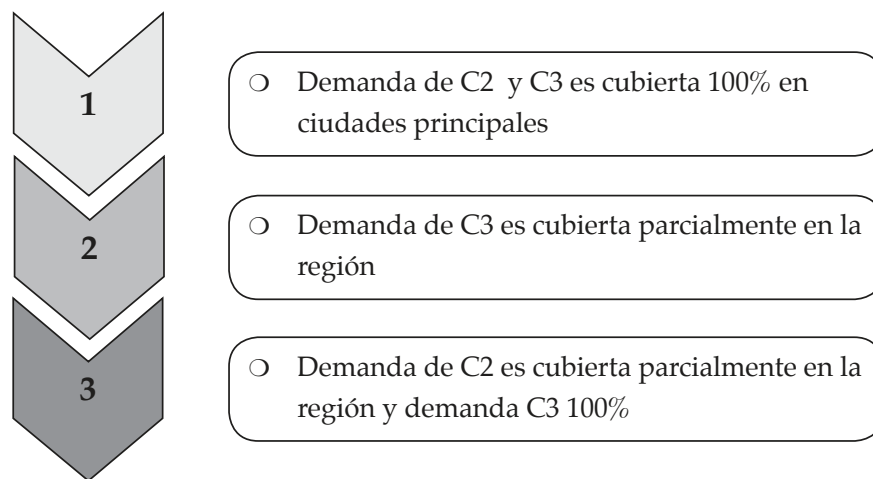 1
❍ Demanda de C2 y C3 es cubierta 100% en
ciudades principales
2
❍ Demanda de C3 es cubierta parcialmente en la
región
3
❍ Demanda de C2 es cubierta parcialmente en la
región y demanda C3 100%